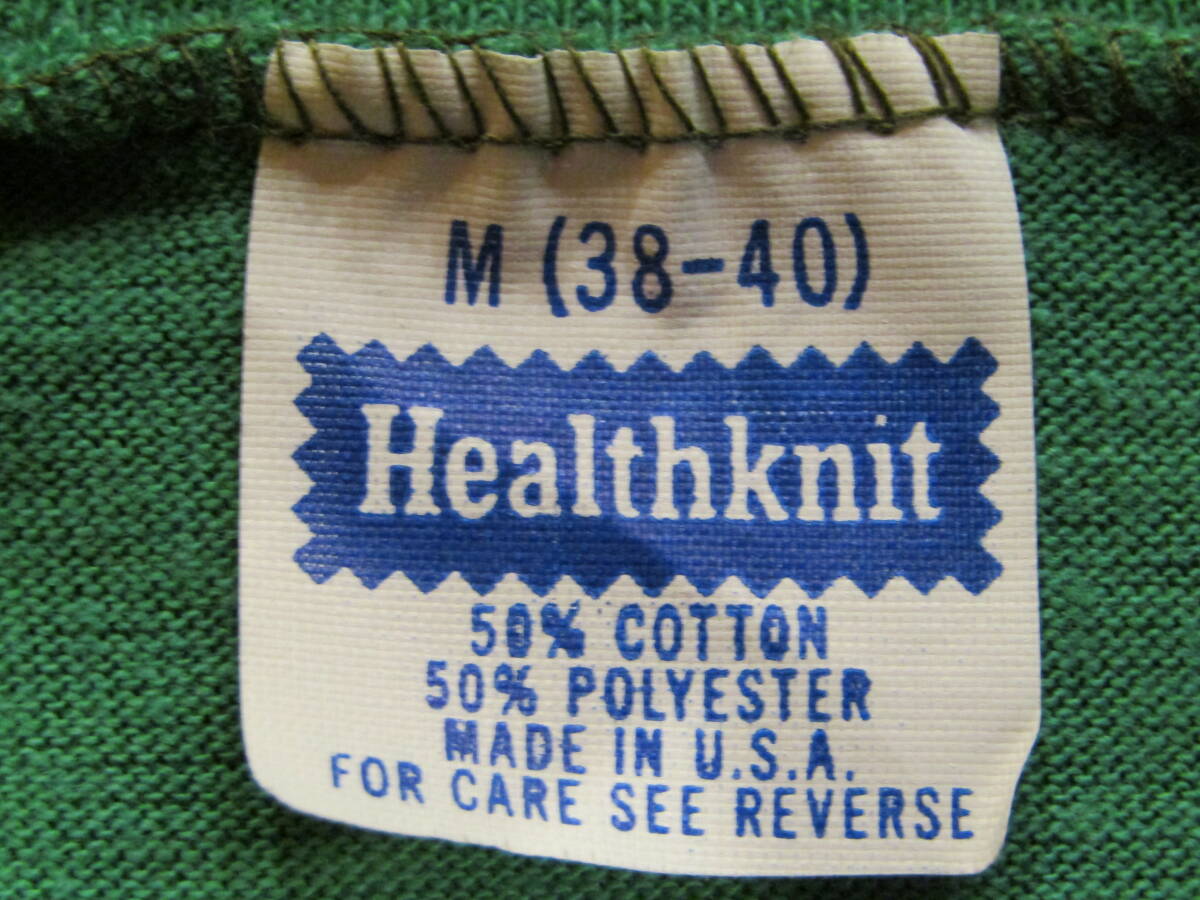 M (38-40)
Healthknit
50% COTTON
50% POLYESTER
MADE IN U.S.A.
FOR CARE SEE REVERSE